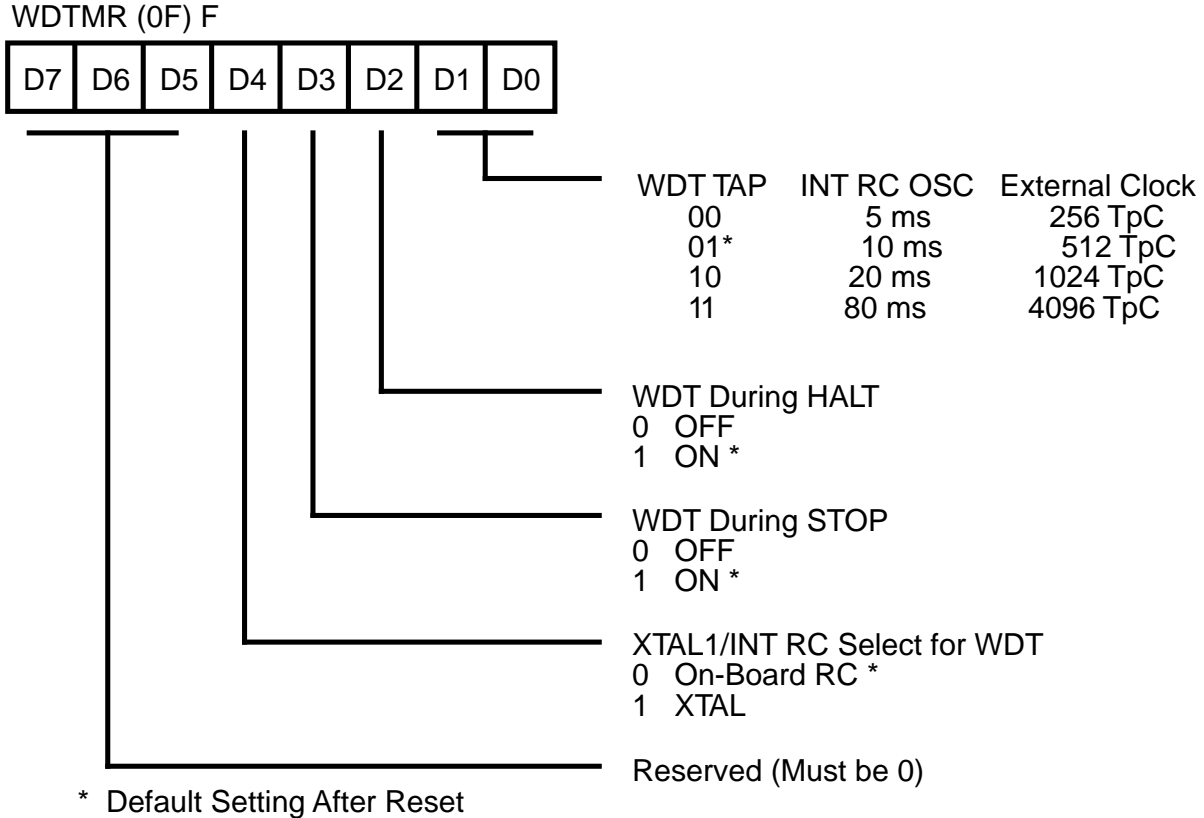 WDTMR (0F) F
D7 D6 D5 D4 D3 D2 D1 D0
WDT TAP INT RC OSC External Clock
00 5 ms 256 TpC
01* 10 ms 512 TpC
10 20 ms 1024 TpC
11 80 ms 4096 TpC
WDT During HALT
0 OFF
1 ON *
WDT During STOP
0 OFF
1 ON *
XTAL1/INT RC Select for WDT
0 On-Board RC *
1 XTAL
Reserved (Must be 0)
* Default Setting After Reset